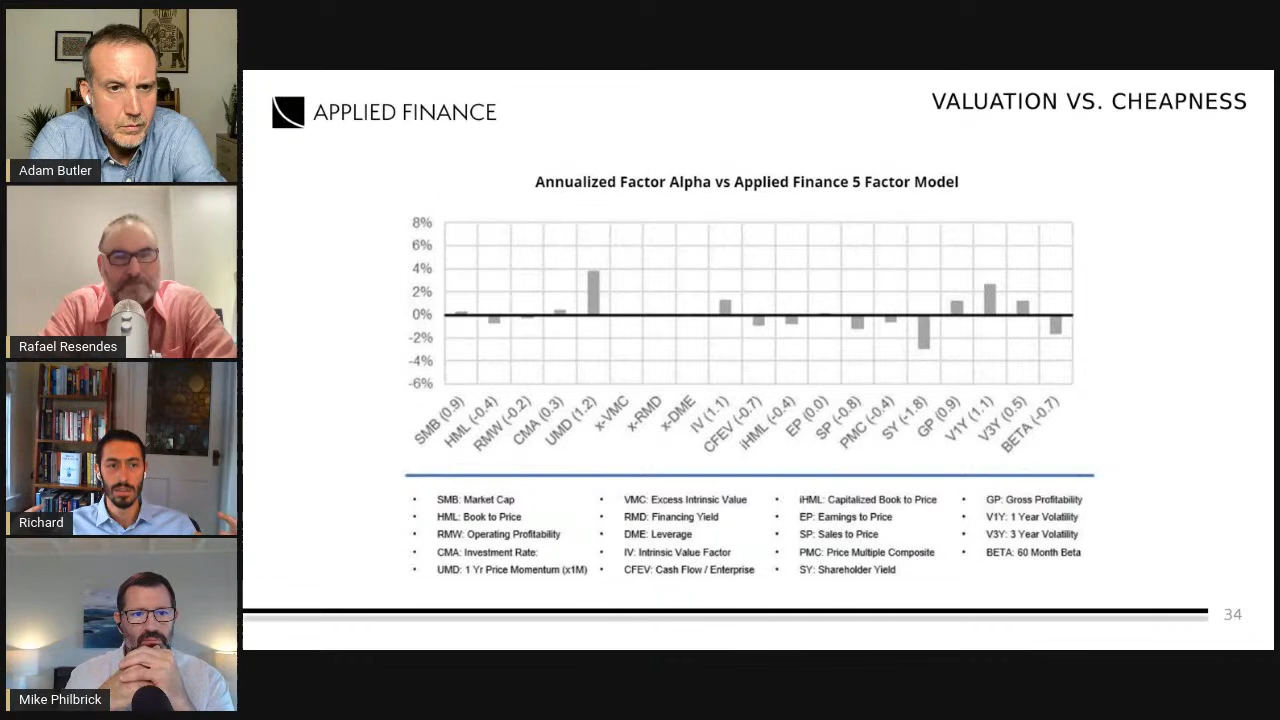 Adam Butler
Rafael Resendes
Richard
Mike Philbrick
APPLIED FINANCE
VALUATION VS. CHEAPNESS
Annualized Factor Alpha vs Applied Finance 5 Factor Model
8%
6%
4%
2%
0%
-2%
-4%
-6%
SMB (0.9)
HML (-0.4)
RMW (-0.2)
CMA (0.3)
UMD (1.2)
x-VMC
x-RMD
x-DME
IV (1.1)
CFEV (-0.7)
iHML (-0.4)
EP (0.0)
SP (-0.8)
PMC (-0.4)
SY (-1.8)
GP (0.9)
V1Y (1.1)
V3Y (0.5)
BETA (-0.7)
• SMB: Market Cap
• HML: Book to Price
• RMW: Operating Profitability
• CMA: Investment Rate:
• UMD: 1 Yr Price Momentum (x1M)
• VMC: Excess Intrinsic Value
• RMD: Financing Yield
• DME: Leverage
• IV: Intrinsic Value Factor
• CFEV: Cash Flow / Enterprise
• iHML: Capitalized Book to Price
• EP: Earnings to Price
• SP: Sales to Price
• PMC: Price Multiple Composite
• SY: Shareholder Yield
• GP: Gross Profitability
• V1Y: 1 Year Volatility
• V3Y: 3 Year Volatility
• BETA: 60 Month Beta
34